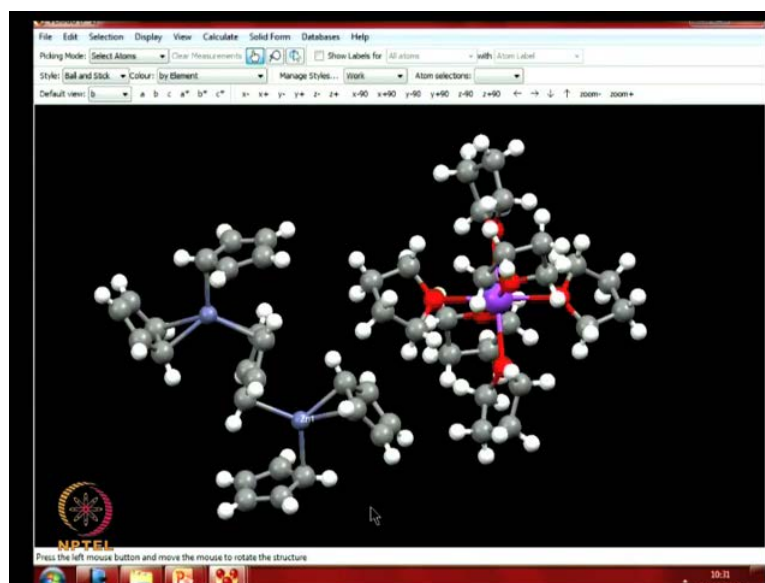 File Edit Selection Display View Calculate Solid Form Databases Help
Picking Mode: Select Atoms Clear Measurements Show Labels for All atoms with Atom Label
Style: Ball and Stick Colour: by Element Manage Styles... Work Atom selections:
Default view: b a b c a* b* c* x- x+ y- y+ z- z+ x-90 x+90 y-90 y+90 z-90 z+90 ← → ↓ ↑ zoom- zoom+
Zn1
NPTEL
Press the left mouse button and move the mouse to rotate the structure
10:31